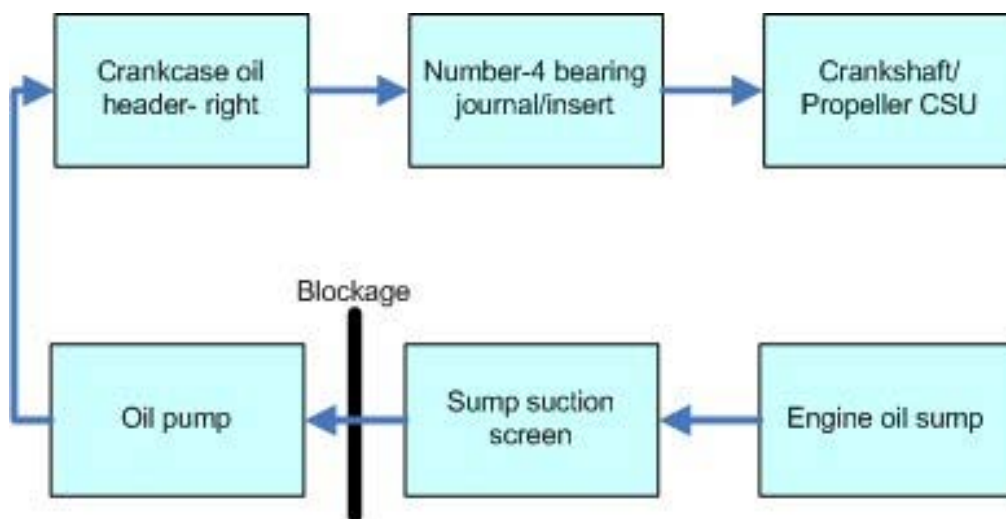 Crankcase oil
header- right
Number-4 bearing
journal/insert
Crankshaft/
Propeller CSU
Blockage
Oil pump
Sump suction
screen
Engine oil sump